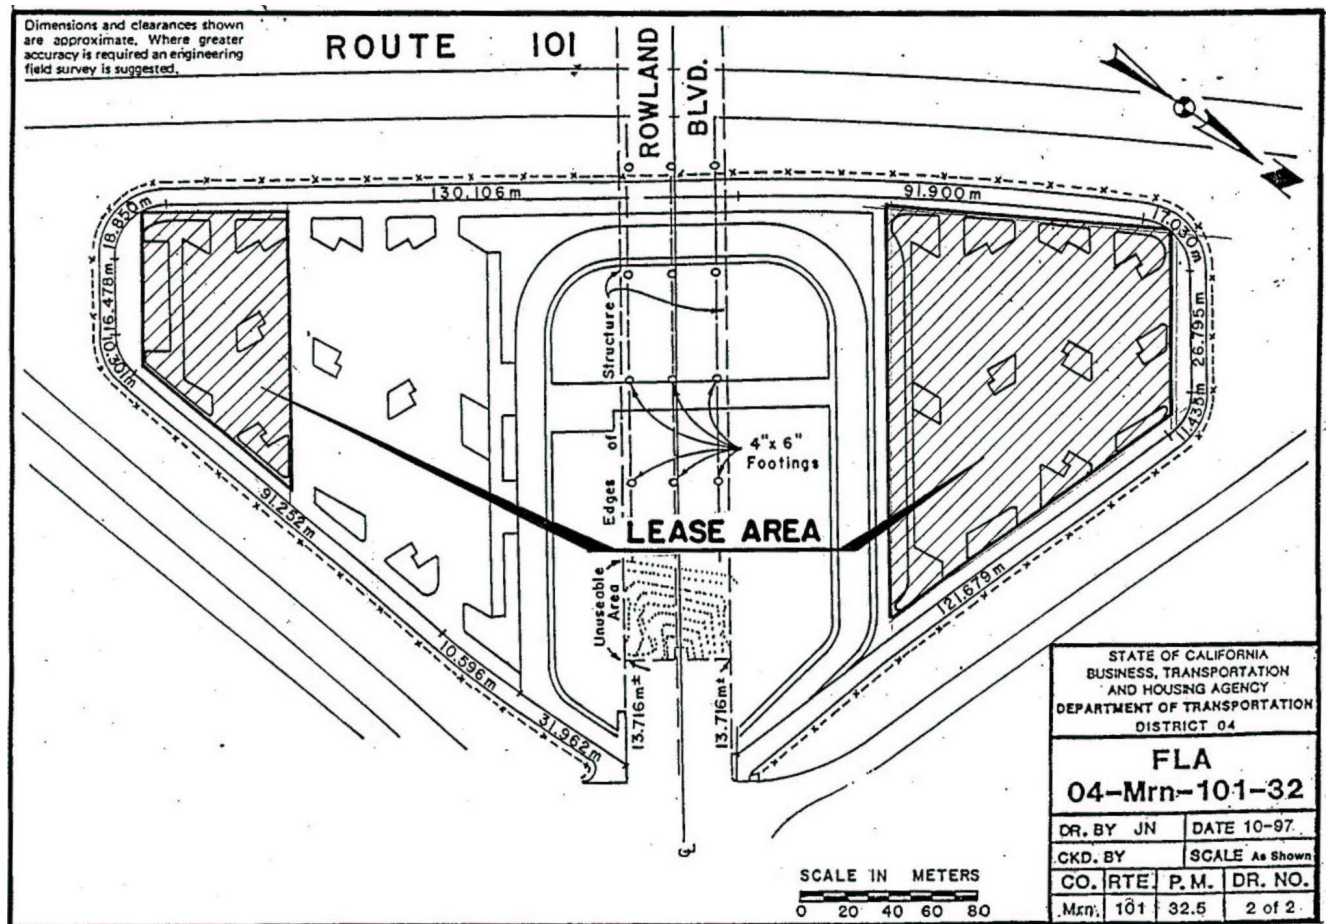 Dimensions and clearances shown
are approximate. Where greater
accuracy is required an engineering
field survey is suggested.
ROUTE 101
ROWLAND
BLVD.
130.106m
91.900m
18.850m
17.030m
16.478m
26.795m
10.301m
11.435m
Edges of Structure
4"x 6"
Footings
LEASE AREA
91.252m
121.679m
Unuseable
Area
10.596m
31.962m
13.716m±
13.716m±
℄
SCALE IN METERS
0 20 40 60 80
STATE OF CALIFORNIA
BUSINESS, TRANSPORTATION
AND HOUSING AGENCY
DEPARTMENT OF TRANSPORTATION
DISTRICT 04
FLA
04-Mrn-101-32
DR. BY JN DATE 10-97
CKD. BY SCALE As Shown
CO. RTE P.M. DR. NO.
Mrn. 101 32.5 2 of 2